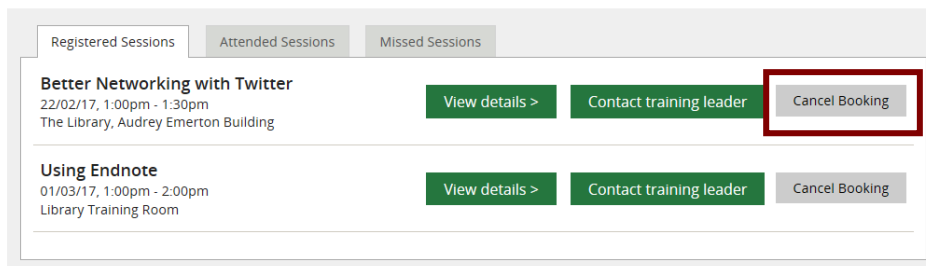 Registered Sessions Attended Sessions Missed Sessions
Better Networking with Twitter
22/02/17, 1:00pm - 1:30pm
The Library, Audrey Emerton Building
View details > Contact training leader Cancel Booking
Using Endnote
01/03/17, 1:00pm - 2:00pm
Library Training Room
View details > Contact training leader Cancel Booking